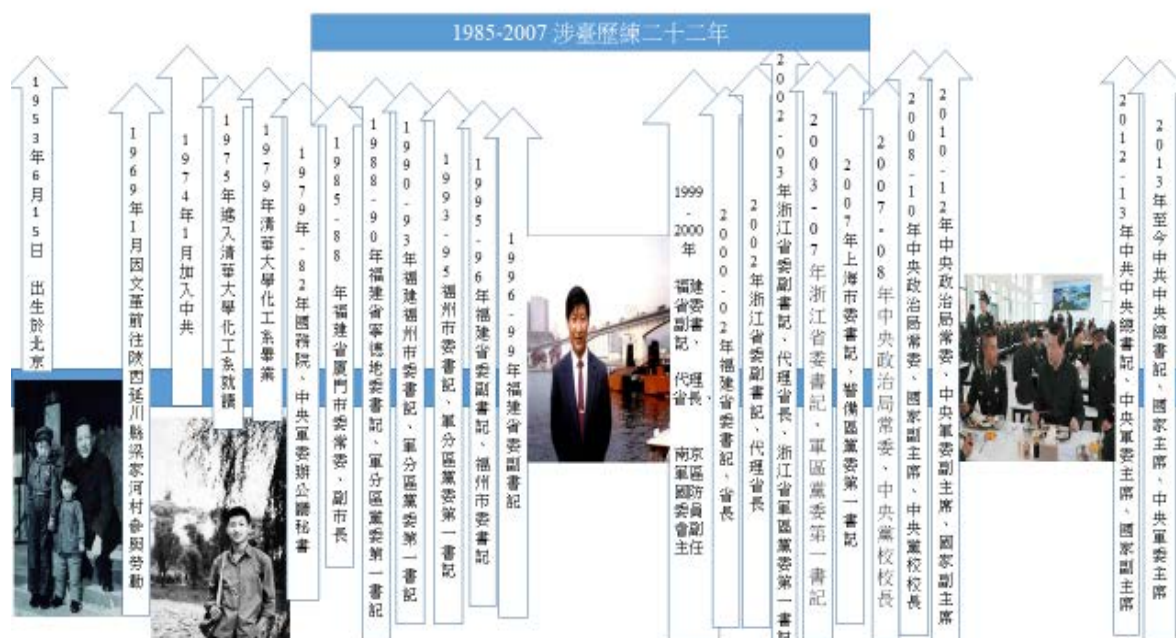 1985-2007 涉臺歷練二十二年
1953年6月15日 出生於北京
1969年1月因文革前往陝西延川縣梁家河村參與勞動
1974年1月加入中共
1975年進入清華大學化工系就讀
1979年清華大學化工系畢業
1979年-82年國務院、中央軍委辦公廳秘書
1985-88 年福建省厦門市委常委、副市長
1988-90年福建省寧德地委書記、軍分區黨委第一書記
1990-93年福建福州市委書記、軍分區黨委第一書記
1993-95福州市委書記、軍分區黨委第一書記
1995-96年福建省委副書記、福州市委書記
1996-99年福建省委副書記
1999-2000年 福建省委副書記、代理省長、南京軍區國防委員會副主任
2000-02年福建省委書記、省長
2002年浙江省委副書記、代理省長
2002-03年浙江省委副書記、代理省長、浙江省軍區黨委第一書記
2003-07年浙江省委書記、軍區黨委第一書記
2007年上海市委書記、警備區黨委第一書記
2007-08年中央政治局常委、中央黨校校長
2008-10年中央政治局常委、國家副主席、中央黨校校長
2010-12年中央政治局常委、中央軍委副主席、國家副主席
2012-13年中共中央總書記、中央軍委主席、國家副主席
2013年至今中共中央總書記、國家主席、中央軍委主席